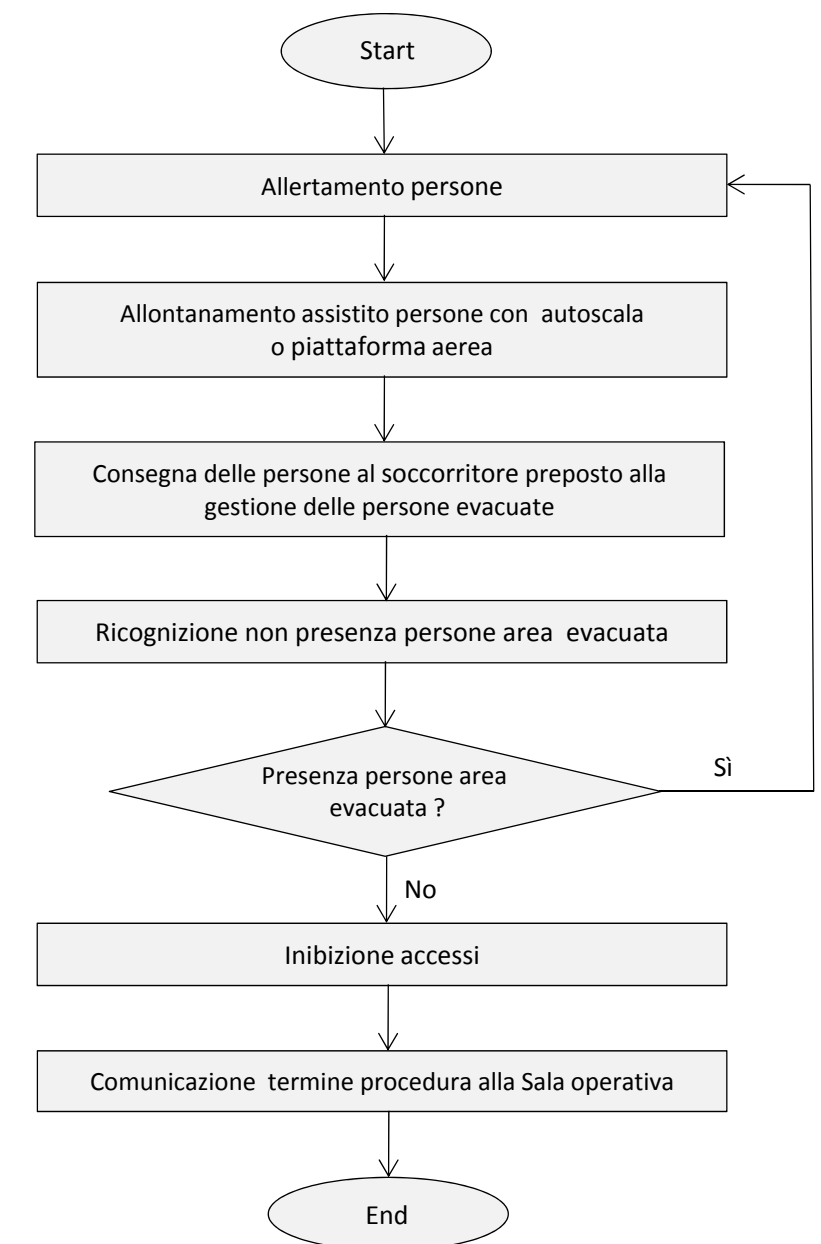 Start
Allertamento persone
Allontanamento assistito persone con autoscala
o piattaforma aerea
Consegna delle persone al soccorritore preposto alla
gestione delle persone evacuate
Ricognizione non presenza persone area evacuata
Presenza persone area
evacuata ?
Sì
No
Inibizione accessi
Comunicazione termine procedura alla Sala operativa
End